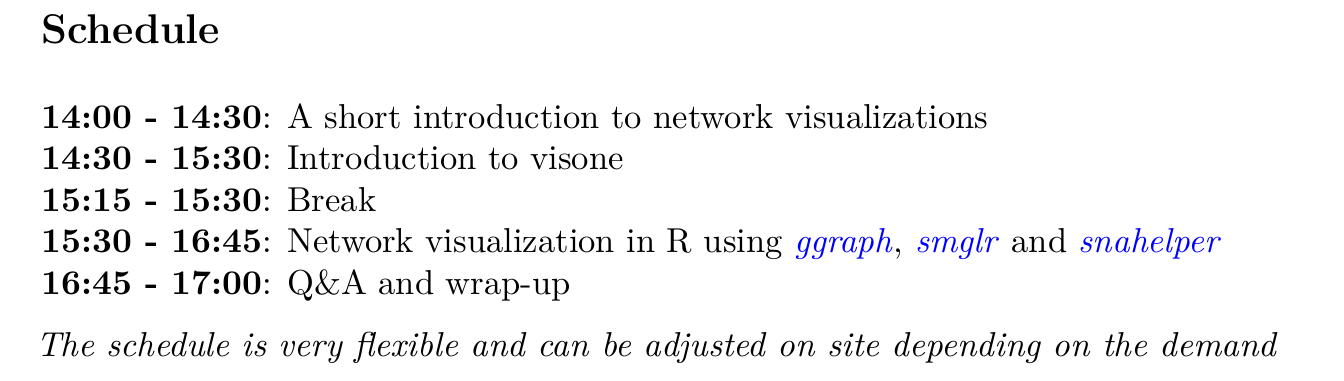 Schedule
14:00 - 14:30: A short introduction to network visualizations
14:30 - 15:30: Introduction to visone
15:15 - 15:30: Break
15:30 - 16:45: Network visualization in R using ggraph, smglr and snahelper
16:45 - 17:00: Q&A and wrap-up
The schedule is very flexible and can be adjusted on site depending on the demand